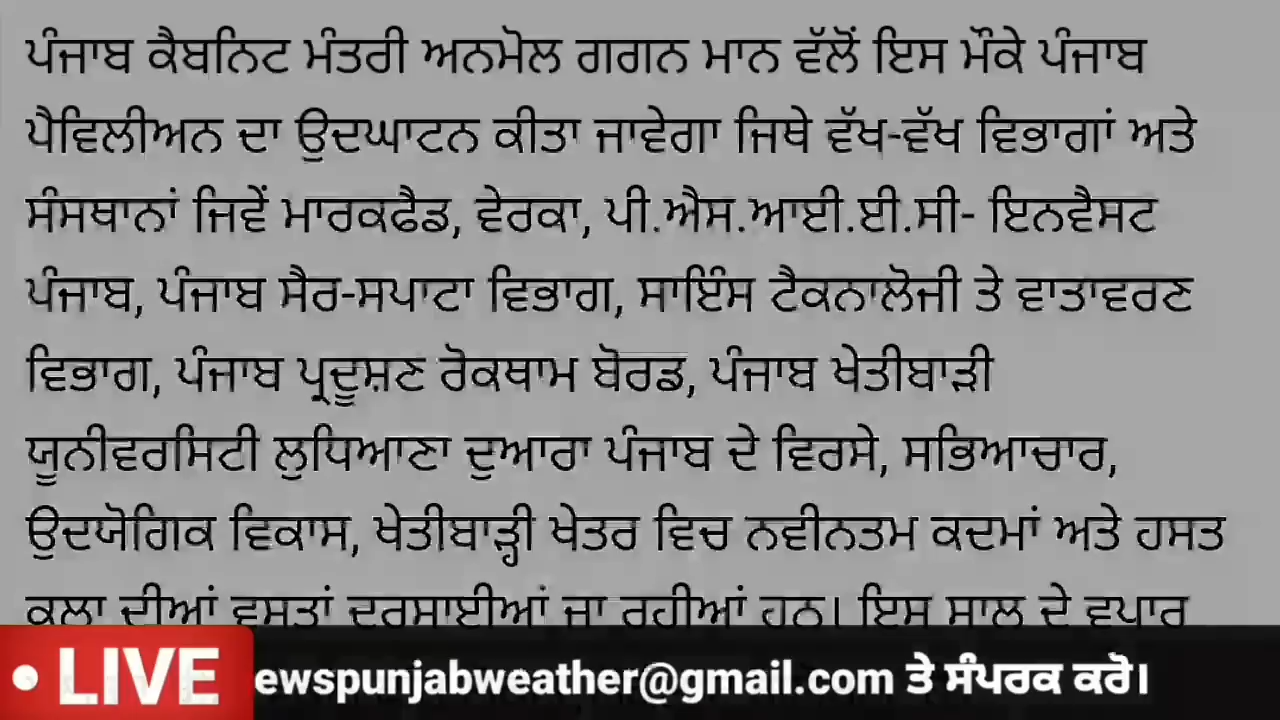 ਪੰਜਾਬ ਕੈਬਨਿਟ ਮੰਤਰੀ ਅਨਮੋਲ ਗਗਨ ਮਾਨ ਵੱਲੋਂ ਇਸ ਮੌਕੇ ਪੰਜਾਬ
ਪੈਵਿਲੀਅਨ ਦਾ ਉਦਘਾਟਨ ਕੀਤਾ ਜਾਵੇਗਾ ਜਿਥੇ ਵੱਖ-ਵੱਖ ਵਿਭਾਗਾਂ ਅਤੇ
ਸੰਸਥਾਨਾਂ ਜਿਵੇਂ ਮਾਰਕਫੈਡ, ਵੇਰਕਾ, ਪੀ.ਐਸ.ਆਈ.ਈ.ਸੀ- ਇਨਵੈਸਟ
ਪੰਜਾਬ, ਪੰਜਾਬ ਸੈਰ-ਸਪਾਟਾ ਵਿਭਾਗ, ਸਾਇੰਸ ਟੈਕਨਾਲੋਜੀ ਤੇ ਵਾਤਾਵਰਣ
ਵਿਭਾਗ, ਪੰਜਾਬ ਪ੍ਰਦੂਸ਼ਣ ਰੋਕਥਾਮ ਬੋਰਡ, ਪੰਜਾਬ ਖੇਤੀਬਾੜੀ
ਯੂਨੀਵਰਸਿਟੀ ਲੁਧਿਆਣਾ ਦੁਆਰਾ ਪੰਜਾਬ ਦੇ ਵਿਰਸੇ, ਸਭਿਆਚਾਰ,
ਉਦਯੋਗਿਕ ਵਿਕਾਸ, ਖੇਤੀਬਾੜ੍ਹੀ ਖੇਤਰ ਵਿਚ ਨਵੀਨਤਮ ਕਦਮਾਂ ਅਤੇ ਹਸਤ
ਕਲਾ ਦੀਆਂ ਵਸਤਾਂ ਦਰਸਾਈਆਂ ਜਾ ਰਹੀਆਂ ਹਨ। ਇਸ ਸਾਲ ਦੇ ਵਪਾਰ
• LIVE ewspunjabweather@gmail.com ਤੇ ਸੰਪਰਕ ਕਰੋ।